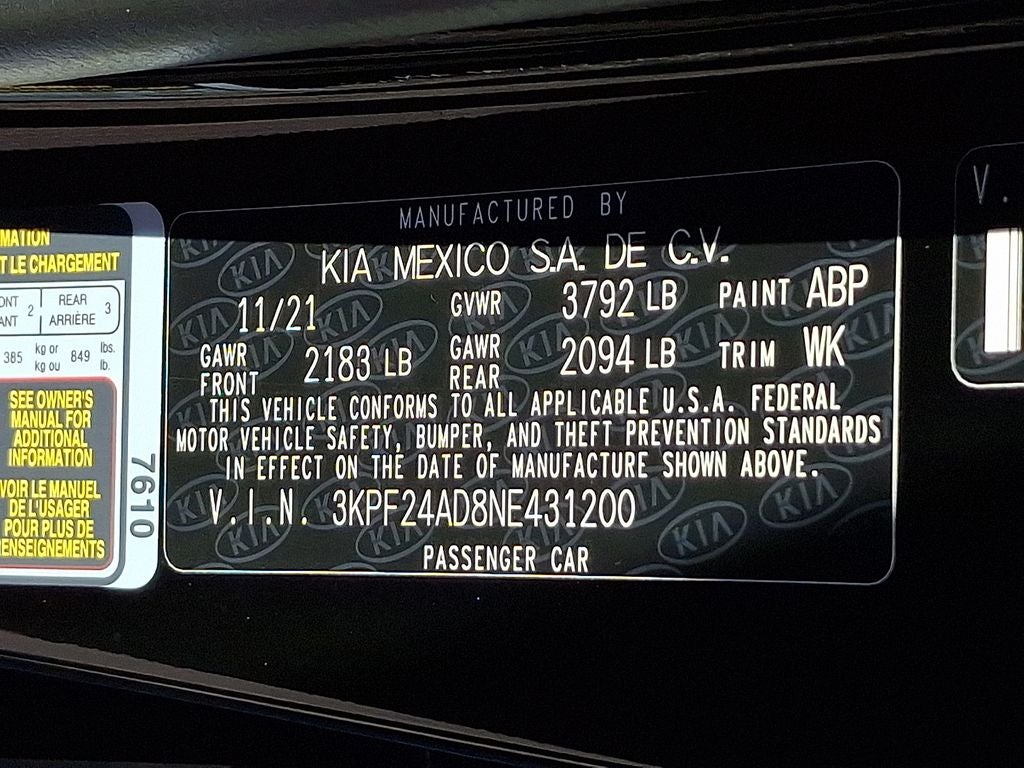 MATION
T LE CHARGEMENT
ONT 2 REAR 3
ANT ARRIÈRE
385 kg or 849 lbs.
kg ou lb.
SEE OWNER'S
MANUAL FOR
ADDITIONAL
INFORMATION
VOIR LE MANUEL
DE L'USAGER
POUR PLUS DE
RENSEIGNEMENTS
7610
MANUFACTURED BY
KIA MEXICO S.A. DE C.V.
11/21 GVWR 3792 LB PAINT ABP
GAWR FRONT 2183 LB GAWR REAR 2094 LB TRIM WK
THIS VEHICLE CONFORMS TO ALL APPLICABLE U.S.A. FEDERAL
MOTOR VEHICLE SAFETY, BUMPER, AND THEFT PREVENTION STANDARDS
IN EFFECT ON THE DATE OF MANUFACTURE SHOWN ABOVE.
V.I.N. 3KPF24AD8NE431200
PASSENGER CAR
V.